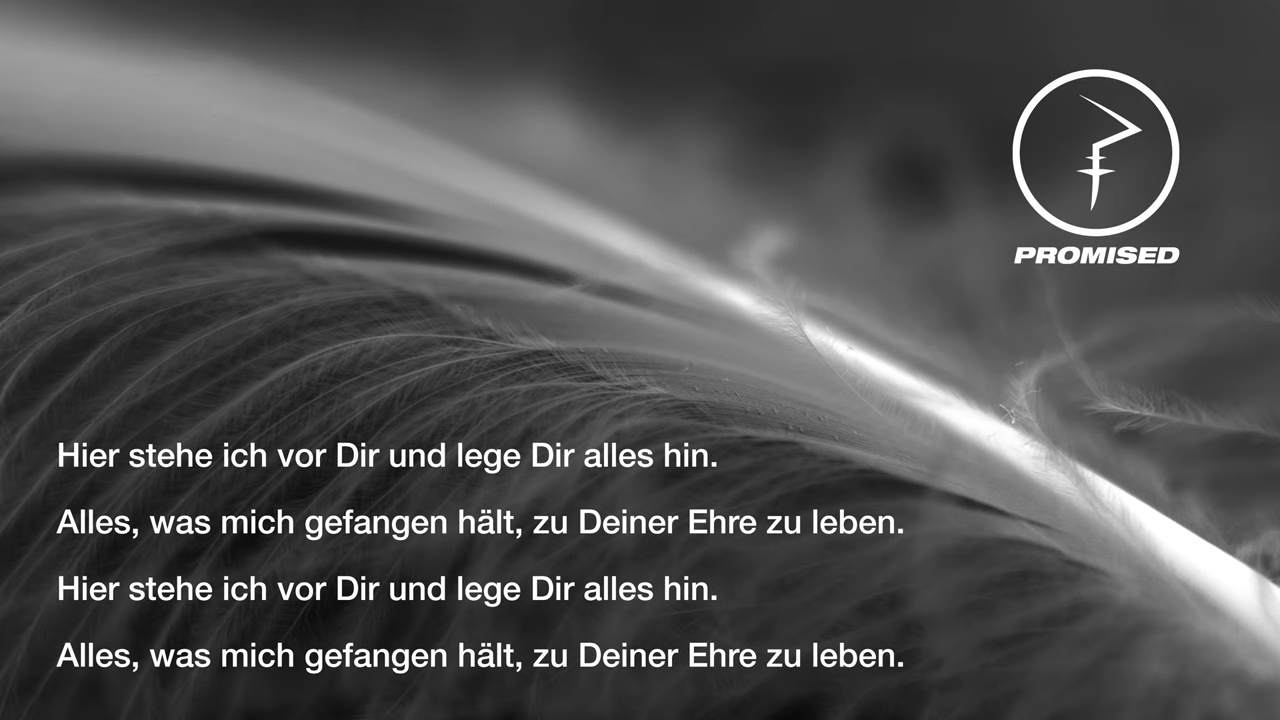 PROMISED
Hier stehe ich vor Dir und lege Dir alles hin.
Alles, was mich gefangen hält, zu Deiner Ehre zu leben.
Hier stehe ich vor Dir und lege Dir alles hin.
Alles, was mich gefangen hält, zu Deiner Ehre zu leben.